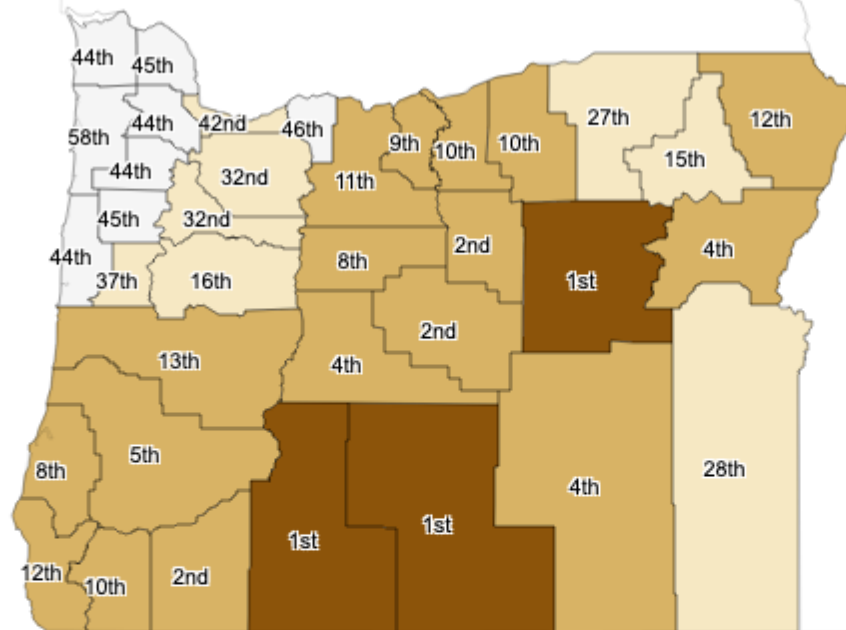 44th
45th
44th
42nd
46th
58th
44th
45th
44th
37th
32nd
32nd
16th
11th
9th
10th
10th
27th
15th
12th
8th
2nd
1st
4th
2nd
4th
13th
5th
8th
12th
10th
2nd
1st
1st
4th
28th